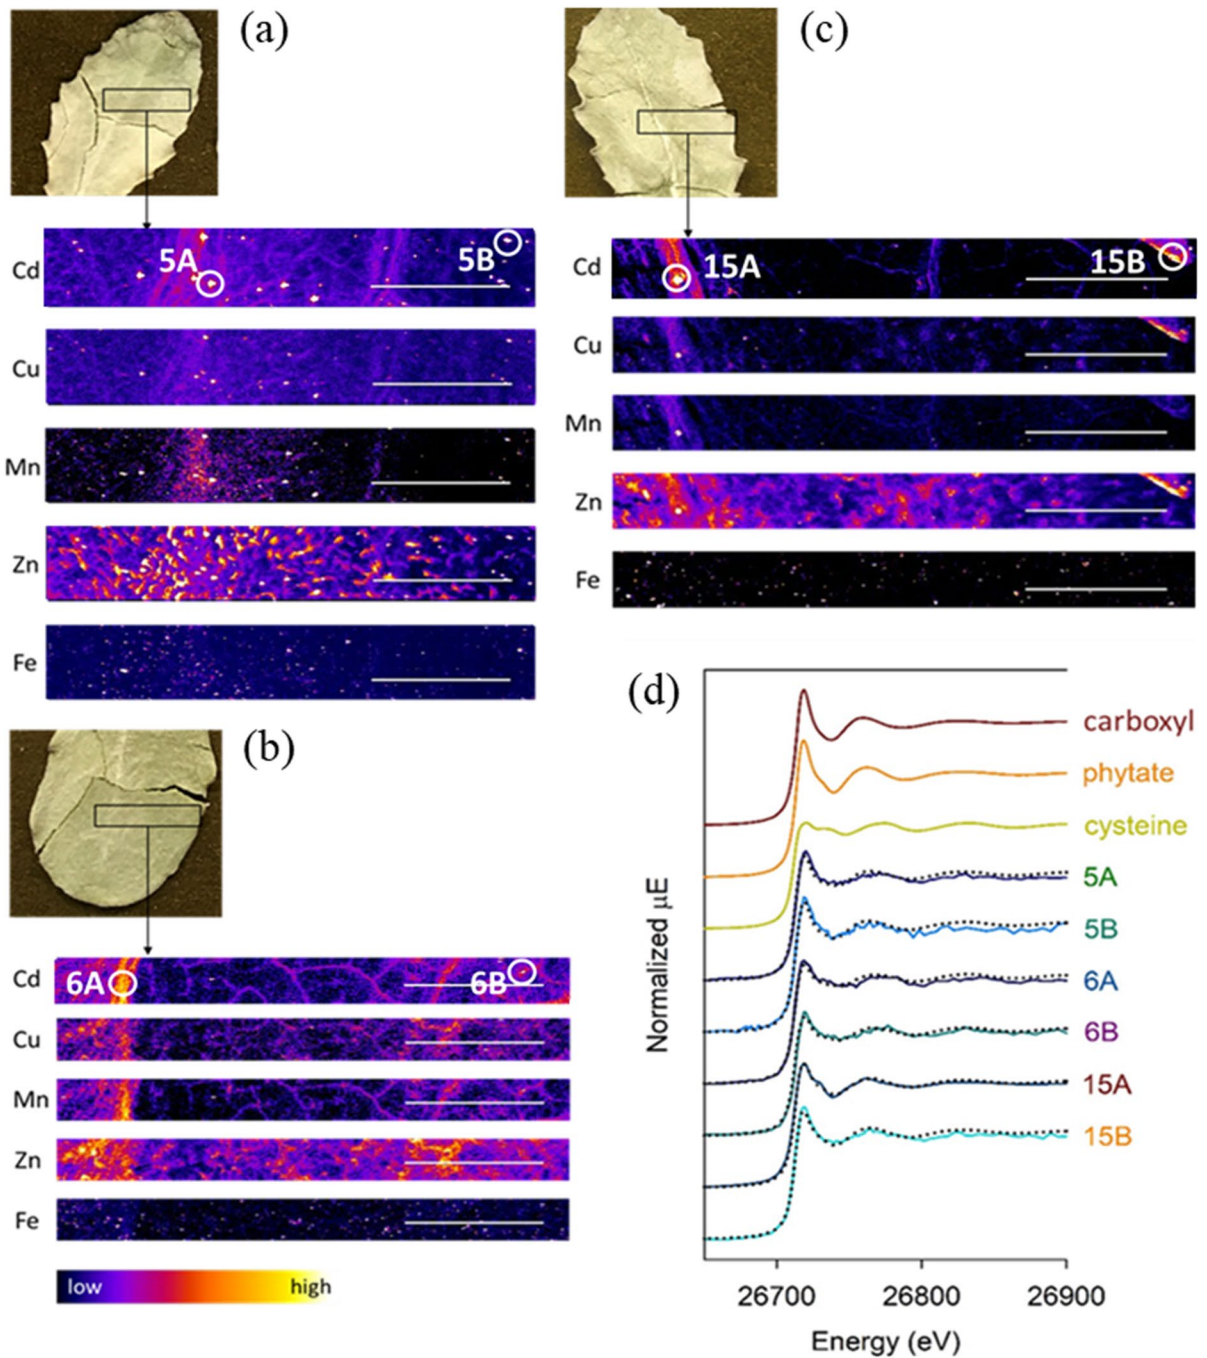 (a)
Cd
5A
5B
Cu
Mn
Zn
Fe
(b)
Cd
6A
6B
Cu
Mn
Zn
Fe
low high
(c)
Cd
15A
15B
Cu
Mn
Zn
Fe
(d)
Normalized µE
carboxyl
phytate
cysteine
5A
5B
6A
6B
15A
15B
26700 26800 26900
Energy (eV)